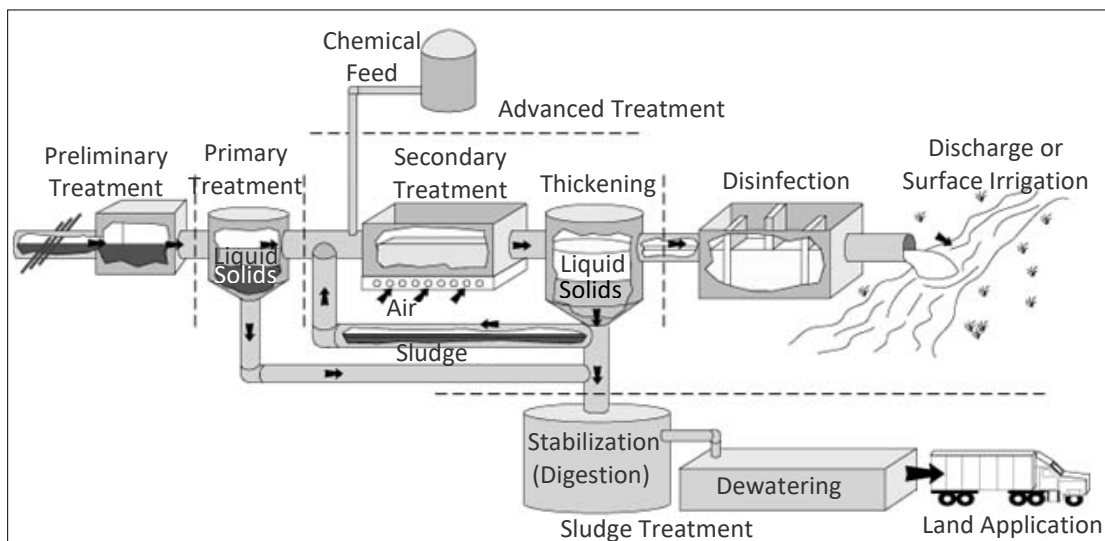 Chemical
Feed
Advanced Treatment
Preliminary
Treatment
Primary
Treatment
Secondary
Treatment
Thickening
Disinfection
Discharge or
Surface Irrigation
Liquid
Solids
Liquid
Solids
Air
Sludge
Stabilization
(Digestion)
Dewatering
Sludge Treatment
Land Application